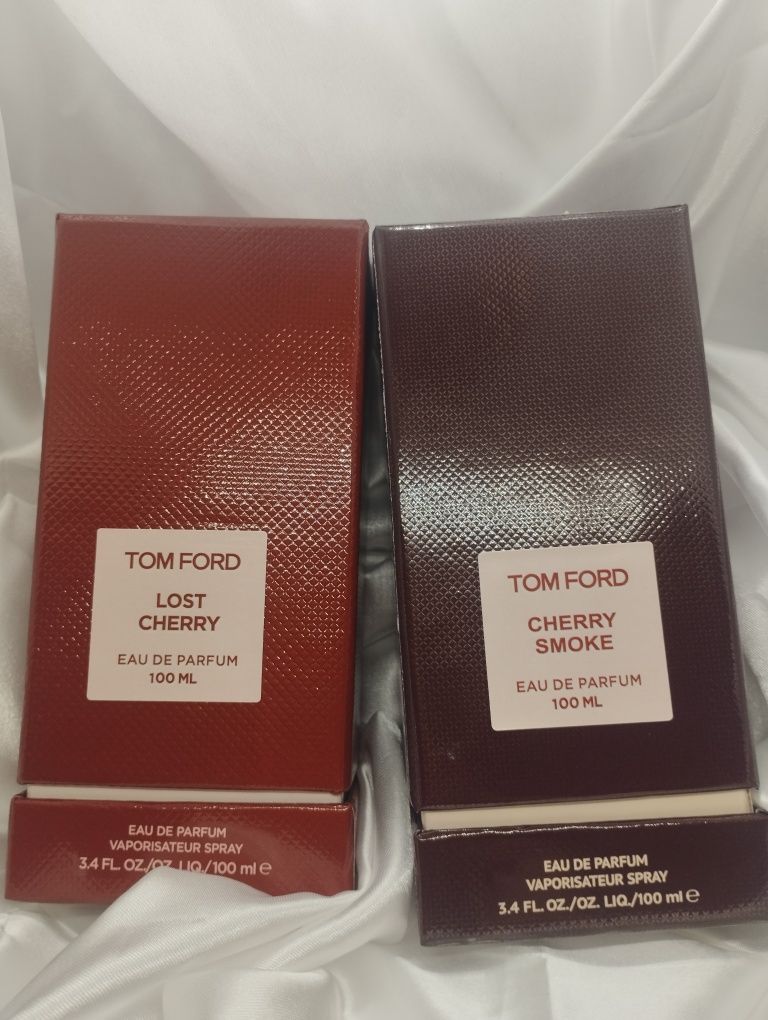 TOM FORD
LOST
CHERRY
EAU DE PARFUM
100 ML
EAU DE PARFUM
VAPORISATEUR SPRAY
3.4 FL. OZ./OZ. LIQ./100 ml ℮
TOM FORD
CHERRY
SMOKE
EAU DE PARFUM
100 ML
EAU DE PARFUM
VAPORISATEUR SPRAY
3.4 FL. OZ./OZ. LIQ./100 ml ℮